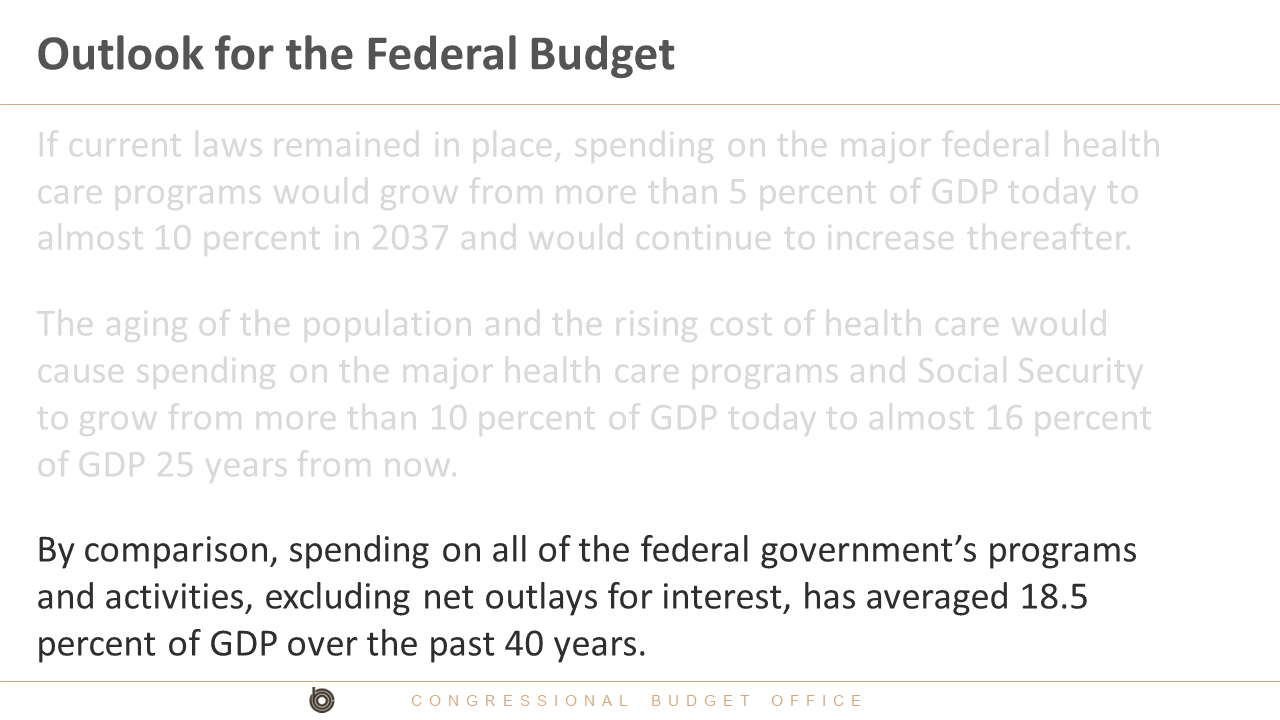 Outlook for the Federal Budget
If current laws remained in place, spending on the major federal health
care programs would grow from more than 5 percent of GDP today to
almost 10 percent in 2037 and would continue to increase thereafter.
The aging of the population and the rising cost of health care would
cause spending on the major health care programs and Social Security
to grow from more than 10 percent of GDP today to almost 16 percent
of GDP 25 years from now.
By comparison, spending on all of the federal government’s programs
and activities, excluding net outlays for interest, has averaged 18.5
percent of GDP over the past 40 years.
CONGRESSIONAL BUDGET OFFICE